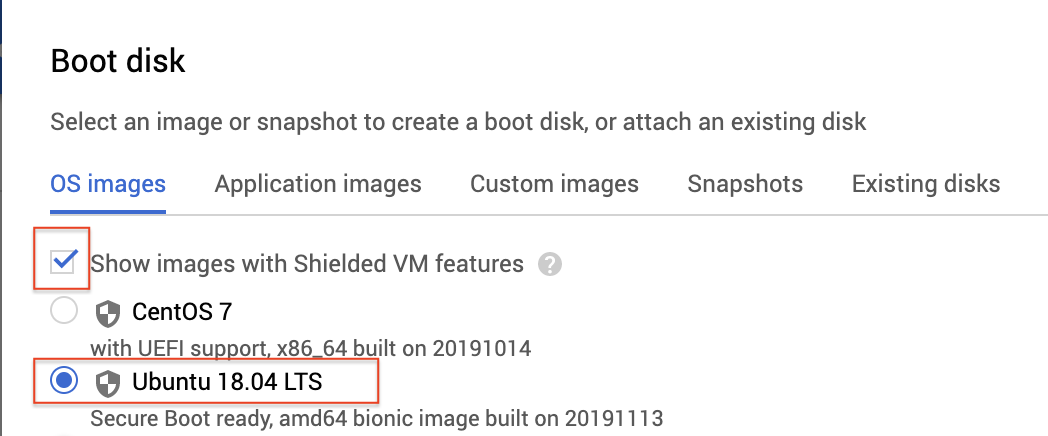 Boot disk
Select an image or snapshot to create a boot disk, or attach an existing disk
OS images Application images Custom images Snapshots Existing disks
Show images with Shielded VM features ?
CentOS 7
with UEFI support, x86_64 built on 20191014
Ubuntu 18.04 LTS
Secure Boot ready, amd64 bionic image built on 20191113